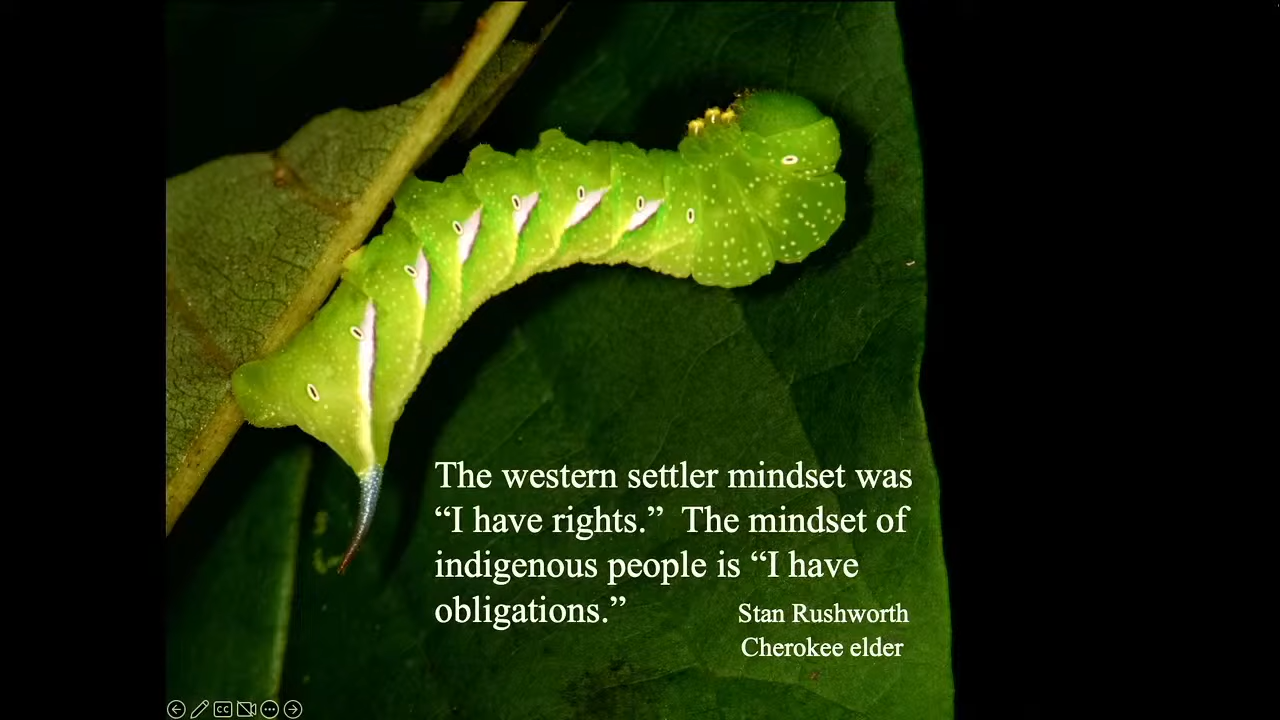 The western settler mindset was
“I have rights.”  The mindset of
indigenous people is “I have
obligations.”
Stan Rushworth
Cherokee elder
CC